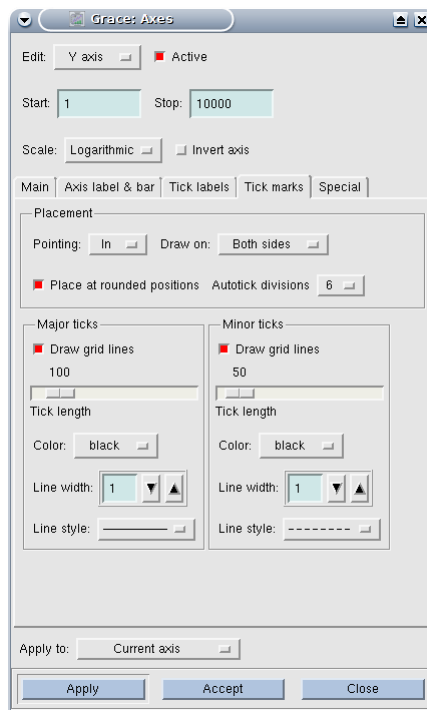 Grace: Axes
Edit: Y axis Active
Start: 1 Stop: 10000
Scale: Logarithmic Invert axis
Main Axis label & bar Tick labels Tick marks Special
Placement
Pointing: In Draw on: Both sides
Place at rounded positions Autotick divisions 6
Major ticks
Draw grid lines
100
Tick length
Color: black
Line width: 1
Line style:
Minor ticks
Draw grid lines
50
Tick length
Color: black
Line width: 1
Line style:
Apply to: Current axis
Apply Accept Close